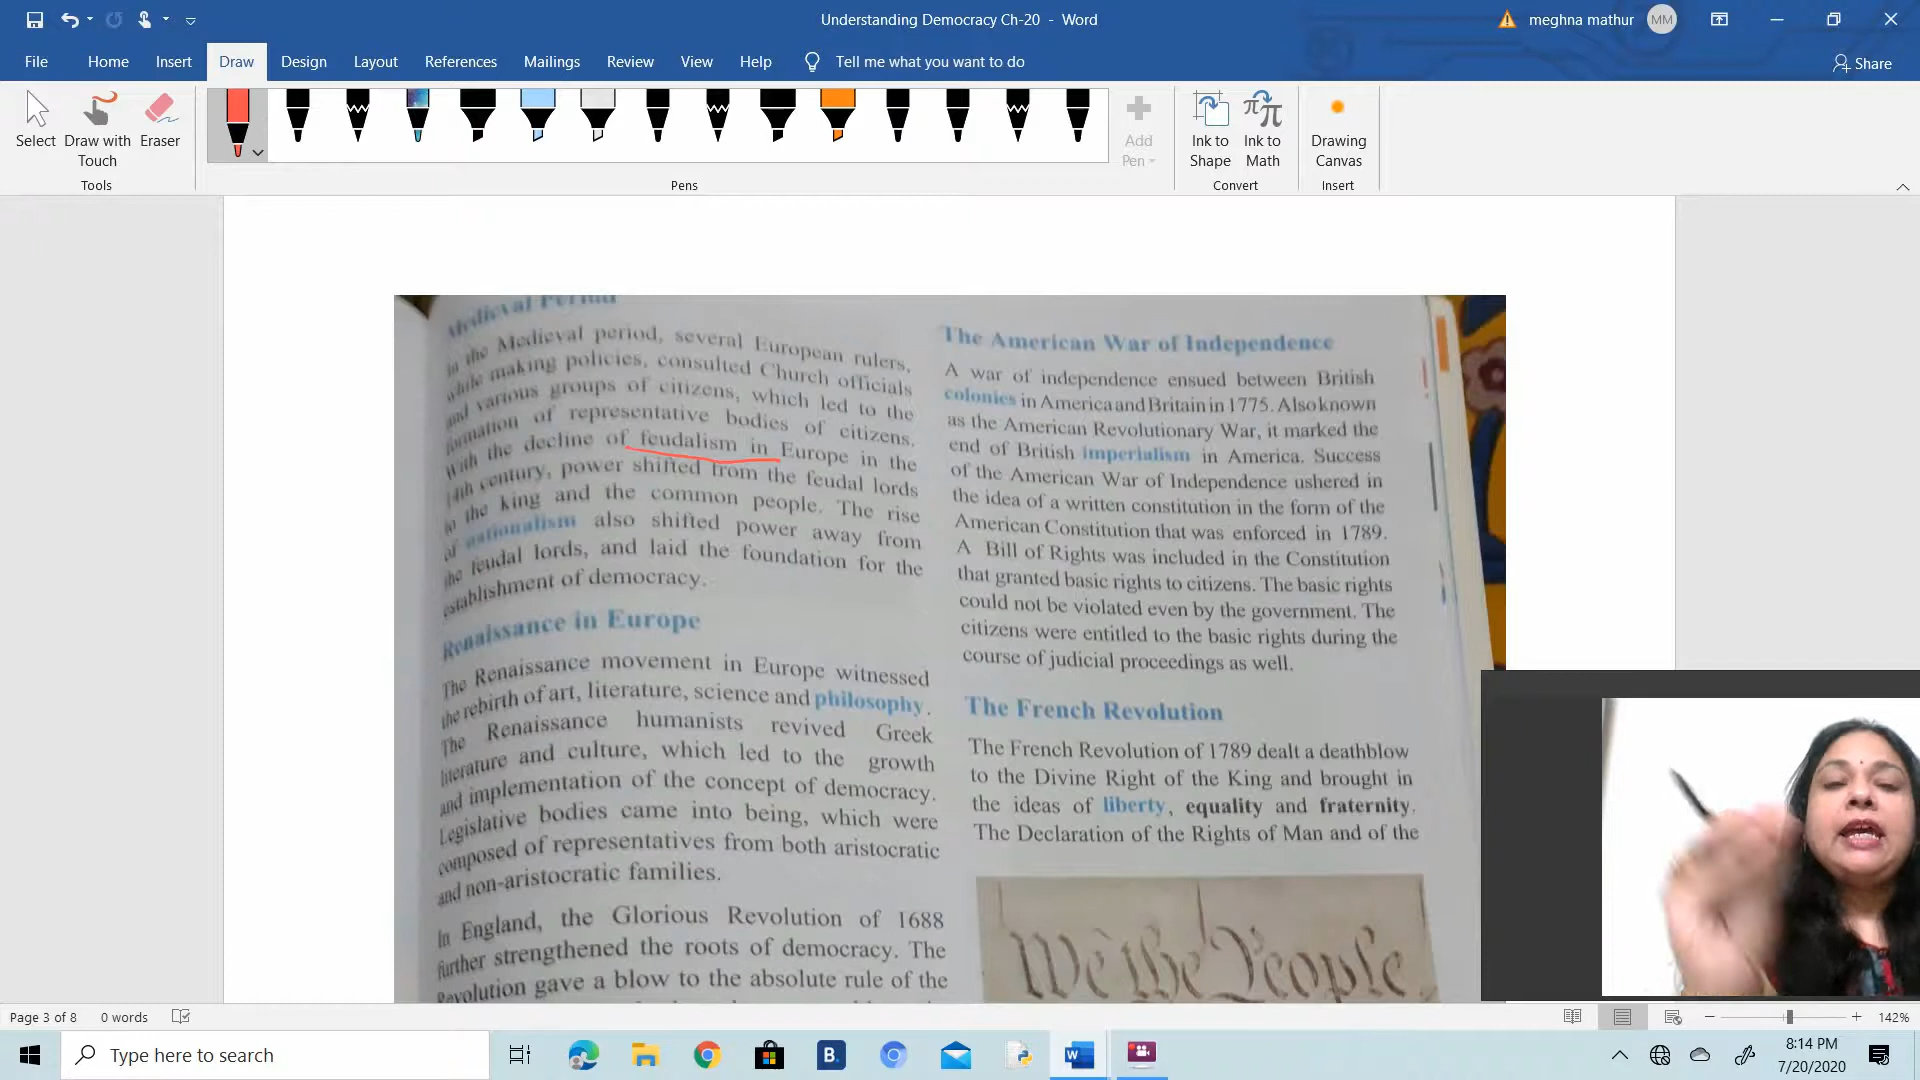 Understanding Democracy Ch-20 - Word
meghna mathur
MM
File
Home
Insert
Draw
Design
Layout
References
Mailings
Review
View
Help
Tell me what you want to do
Share
Select
Draw with
Touch
Eraser
Tools
Pens
Add
Pen
Ink to
Shape
Ink to
Math
Convert
Drawing
Canvas
Insert
Medieval Period
In the Medieval period, several European rulers,
while making policies, consulted Church officials
and various groups of citizens, which led to the
formation of representative bodies of citizens.
With the decline of feudalism in Europe in the
14th century, power shifted from the feudal lords
to the king and the common people. The rise
of nationalism also shifted power away from
the feudal lords, and laid the foundation for the
establishment of democracy.
Renaissance in Europe
The Renaissance movement in Europe witnessed
the rebirth of art, literature, science and philosophy.
The Renaissance humanists revived Greek
literature and culture, which led to the growth
and implementation of the concept of democracy.
Legislative bodies came into being, which were
composed of representatives from both aristocratic
and non-aristocratic families.
In England, the Glorious Revolution of 1688
further strengthened the roots of democracy. The
Revolution gave a blow to the absolute rule of the
The American War of Independence
A war of independence ensued between British
colonies in America and Britain in 1775. Also known
as the American Revolutionary War, it marked the
end of British imperialism in America. Success
of the American War of Independence ushered in
the idea of a written constitution in the form of the
American Constitution that was enforced in 1789.
A Bill of Rights was included in the Constitution
that granted basic rights to citizens. The basic rights
could not be violated even by the government. The
citizens were entitled to the basic rights during the
course of judicial proceedings as well.
The French Revolution
The French Revolution of 1789 dealt a deathblow
to the Divine Right of the King and brought in
the ideas of liberty, equality and fraternity.
The Declaration of the Rights of Man and of the
We the People
Page 3 of 8
0 words
142%
Type here to search
8:14 PM
7/20/2020